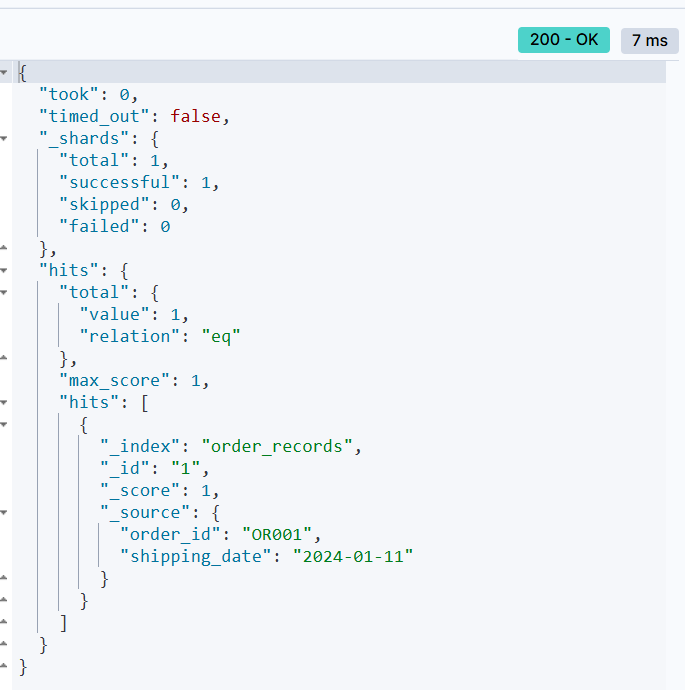 200 - OK
7 ms
{
  "took": 0,
  "timed_out": false,
  "_shards": {
    "total": 1,
    "successful": 1,
    "skipped": 0,
    "failed": 0
  },
  "hits": {
    "total": {
      "value": 1,
      "relation": "eq"
    },
    "max_score": 1,
    "hits": [
      {
        "_index": "order_records",
        "_id": "1",
        "_score": 1,
        "_source": {
          "order_id": "OR001",
          "shipping_date": "2024-01-11"
        }
      }
    ]
  }
}